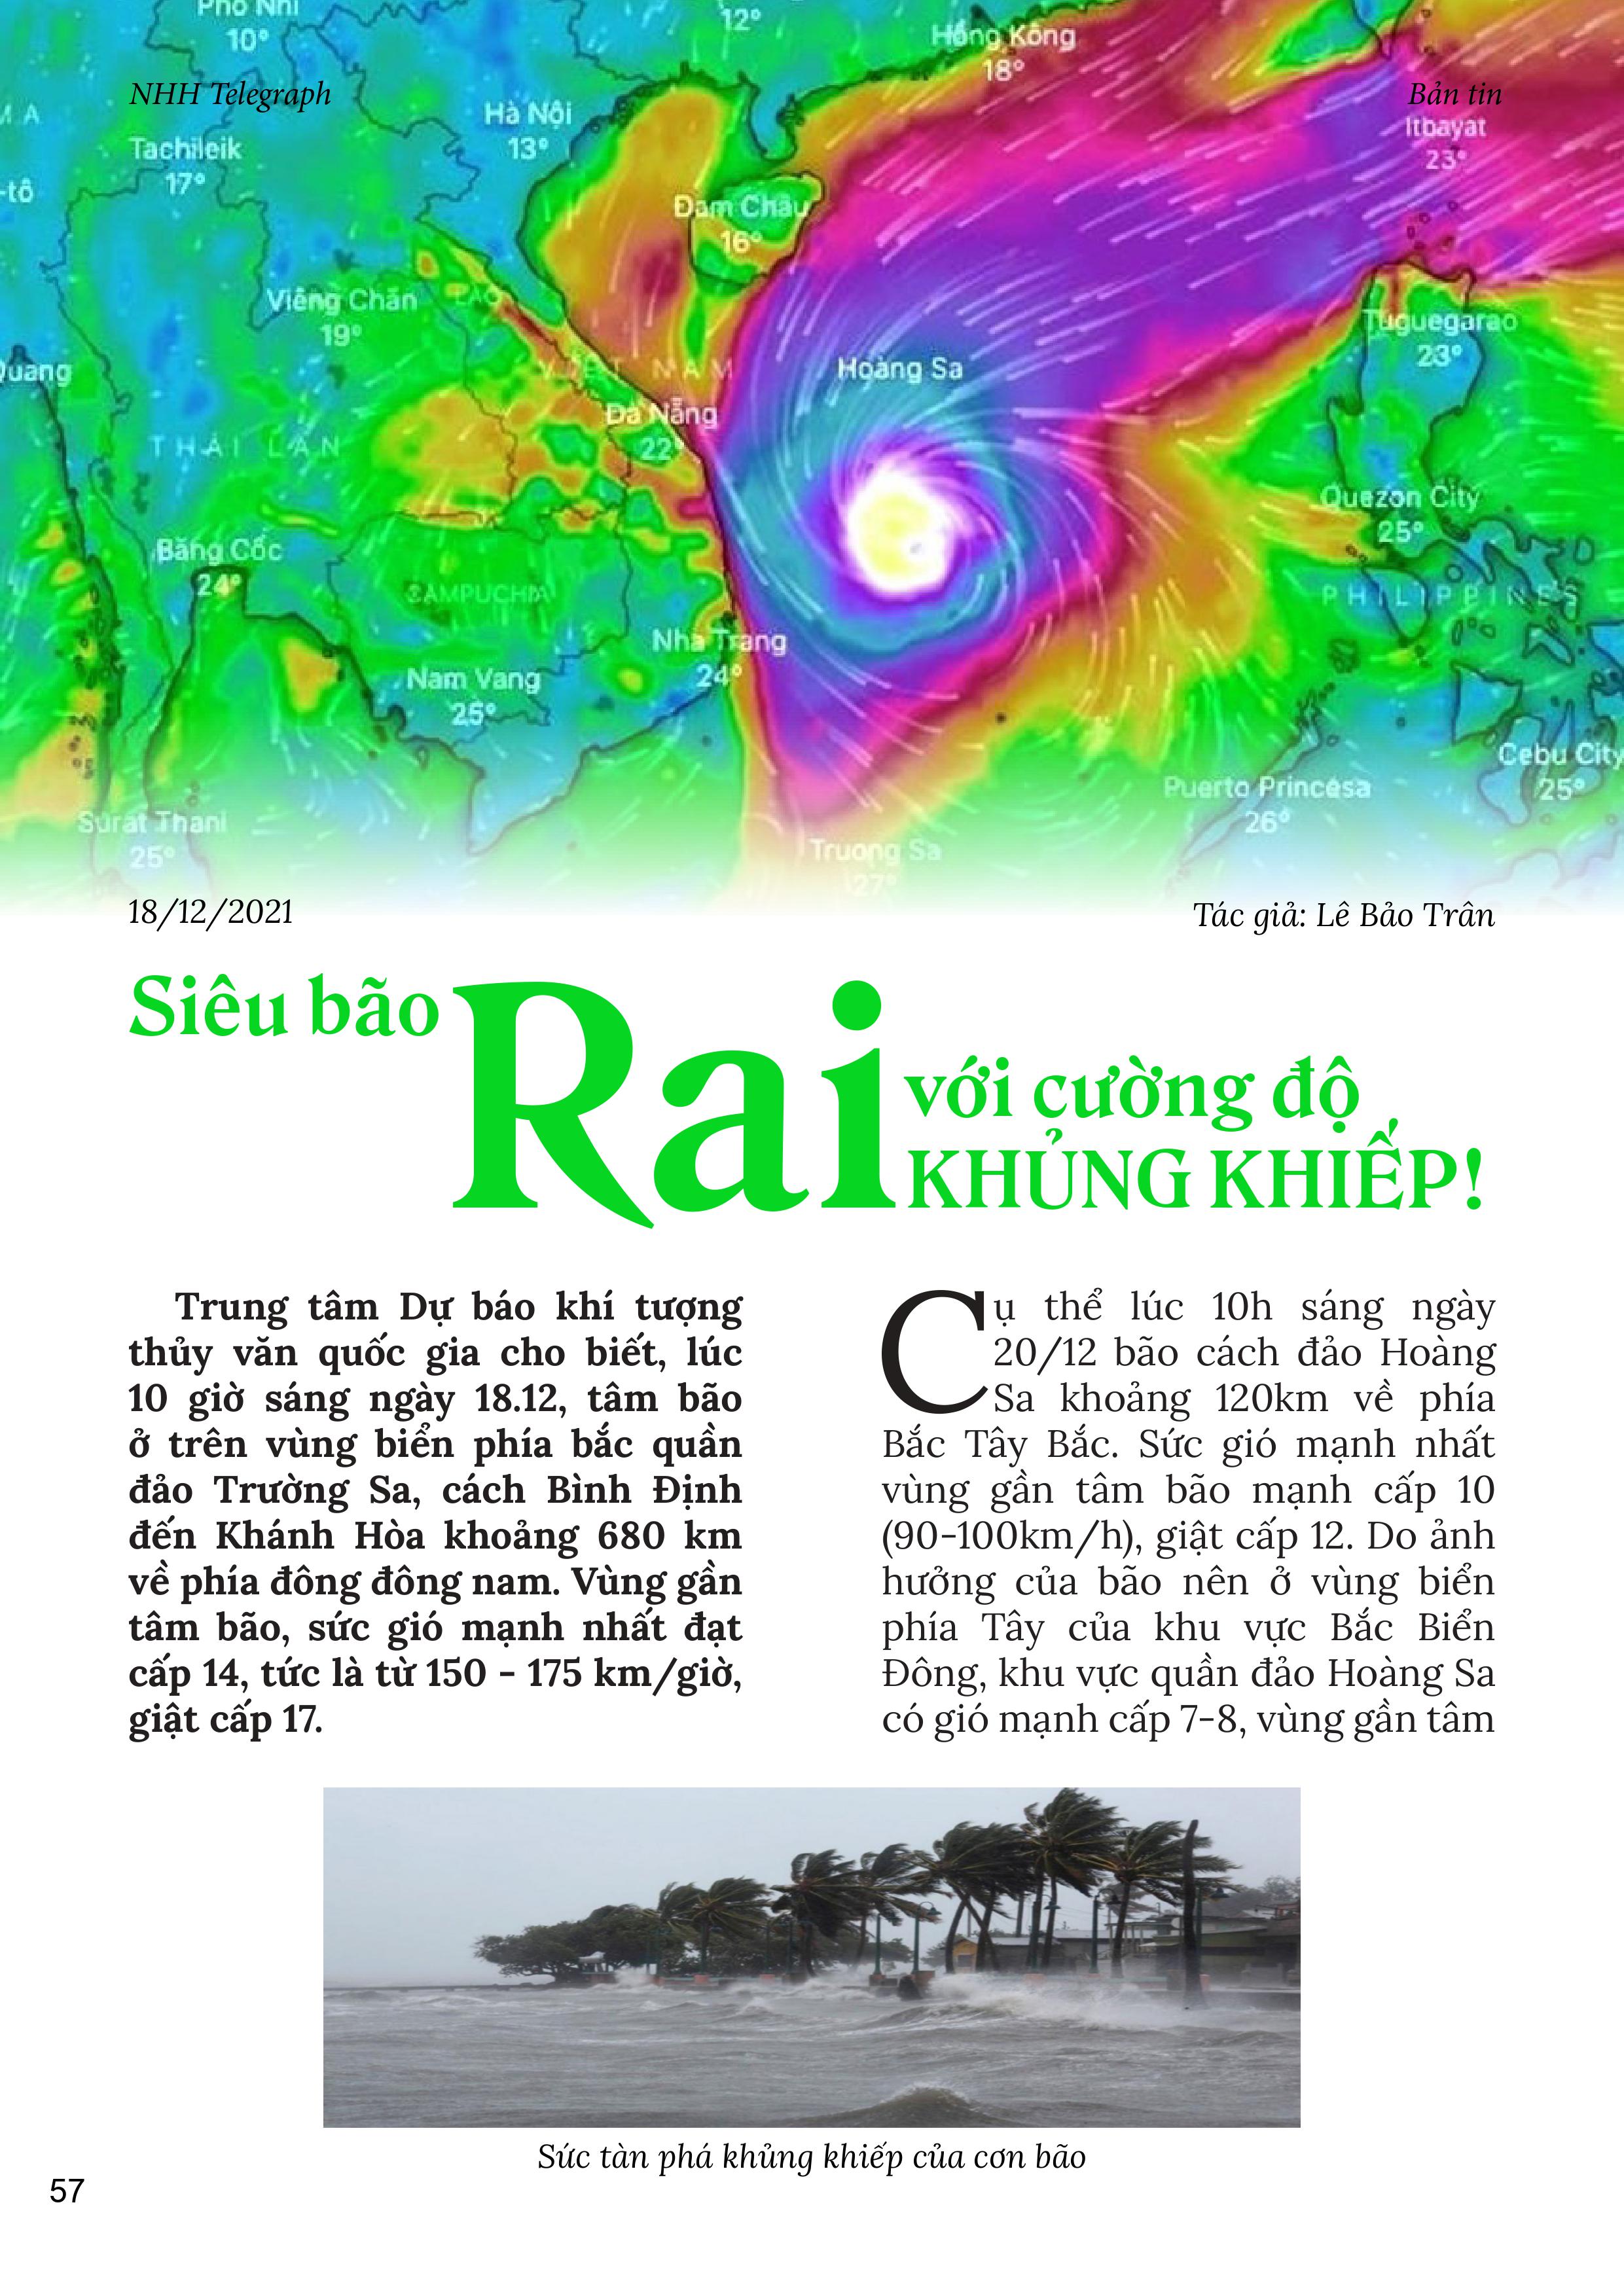 Pho Nhi
10°
12°
Hồng Kông
18°
NHH Telegraph
Bản tin
M A
Hà Nội
13°
Itbayat
23°
Tachileik
17°
-tô
Đam Châu
16°
Viêng Chăn
19°
LAO
Tuguegarao
23°
Quang
VIỆT NAM
Hoàng Sa
Đà Nẵng
22°
THÁI LAN
Quezon City
25°
Băng Cốc
24°
CAMPUCHIA
PHILIPPINES
Nha Trang
24°
Nam Vang
25°
Cebu City
25°
Puerto Princesa
26°
Surat Thani
25°
Truong Sa
27°
18/12/2021
Tác giả: Lê Bảo Trân
Siêu bão
Rai
với cường độ
KHỦNG KHIẾP!
Trung tâm Dự báo khí tượng
thủy văn quốc gia cho biết, lúc
10 giờ sáng ngày 18.12, tâm bão
ở trên vùng biển phía bắc quần
đảo Trường Sa, cách Bình Định
đến Khánh Hòa khoảng 680 km
về phía đông đông nam. Vùng gần
tâm bão, sức gió mạnh nhất đạt
cấp 14, tức là từ 150 - 175 km/giờ,
giật cấp 17.
Cụ thể lúc 10h sáng ngày
20/12 bão cách đảo Hoàng
Sa khoảng 120km về phía
Bắc Tây Bắc. Sức gió mạnh nhất
vùng gần tâm bão mạnh cấp 10
(90-100km/h), giật cấp 12. Do ảnh
hưởng của bão nên ở vùng biển
phía Tây của khu vực Bắc Biển
Đông, khu vực quần đảo Hoàng Sa
có gió mạnh cấp 7-8, vùng gần tâm
Sức tàn phá khủng khiếp của cơn bão
57